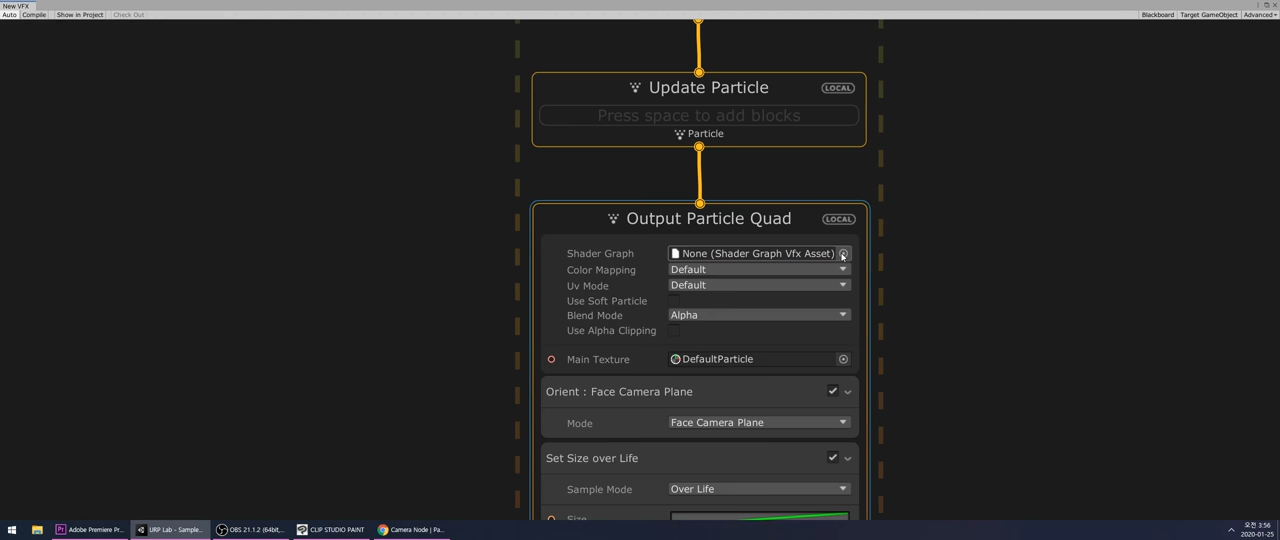 New VFX
Auto Compile Show in Project Check Out Blackboard Target GameObject Advanced
Update Particle LOCAL
Press space to add blocks
Particle
Output Particle Quad LOCAL
Shader Graph None (Shader Graph Vfx Asset)
Color Mapping Default
Uv Mode Default
Use Soft Particle
Blend Mode Alpha
Use Alpha Clipping
Main Texture DefaultParticle
Orient : Face Camera Plane
Mode Face Camera Plane
Set Size over Life
Sample Mode Over Life
Size
Adobe Premiere Pr... URP Lab - Sample... OBS 21.1.2 (64bit,... CLIP STUDIO PAINT Camera Node | Pa... 오전 3:56
2020-01-25